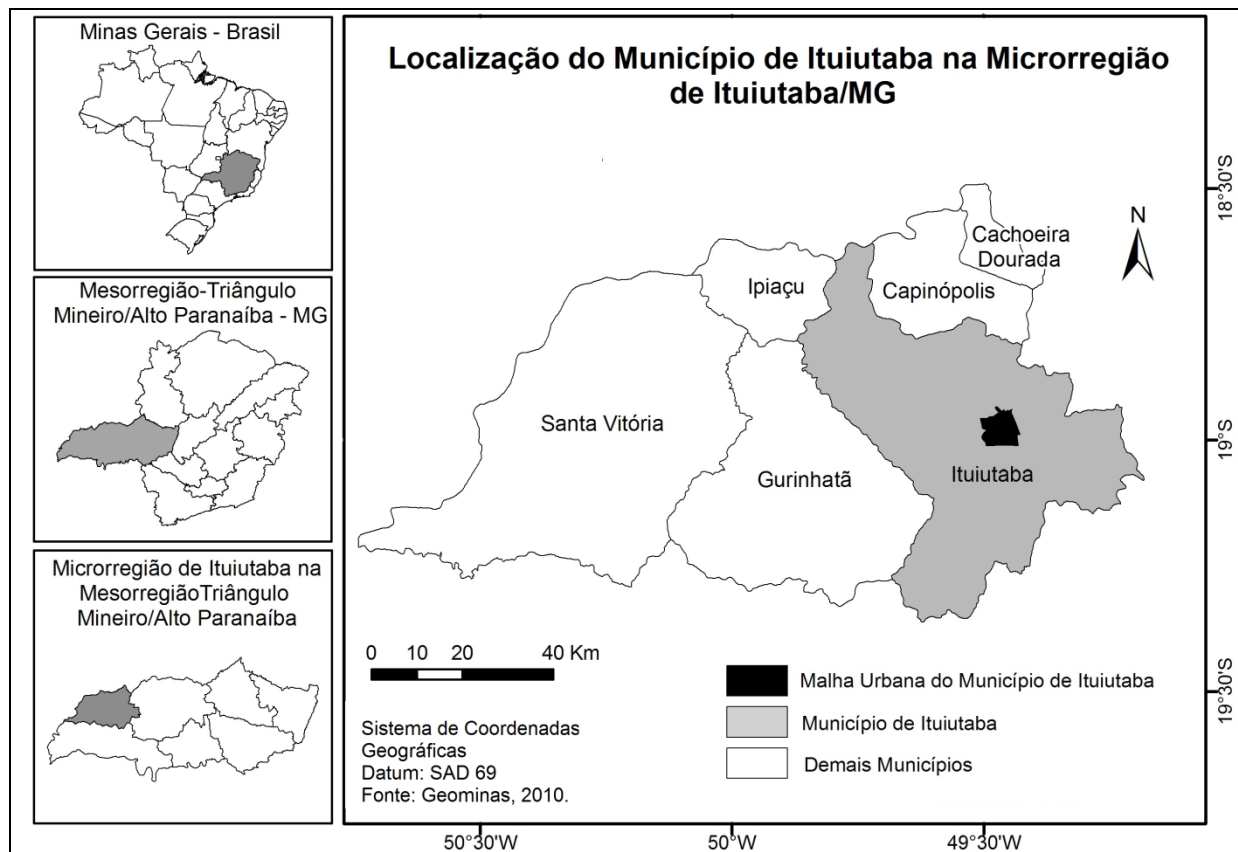 Minas Gerais - Brasil
Mesorregião-Triângulo
Mineiro/Alto Paranaíba - MG
Microrregião de Ituiutaba na
MesorregiãoTriângulo
Mineiro/Alto Paranaíba
Localização do Município de Ituiutaba na Microrregião
de Ituiutaba/MG
N
Cachoeira
Dourada
Ipiaçu
Capinópolis
Santa Vitória
Gurinhatã
Ituiutaba
0 10 20 40 Km
Malha Urbana do Município de Ituiutaba
Município de Ituiutaba
Demais Municípios
Sistema de Coordenadas
Geográficas
Datum: SAD 69
Fonte: Geominas, 2010.
18°30'S
19°S
19°30'S
50°30'W 50°W 49°30'W